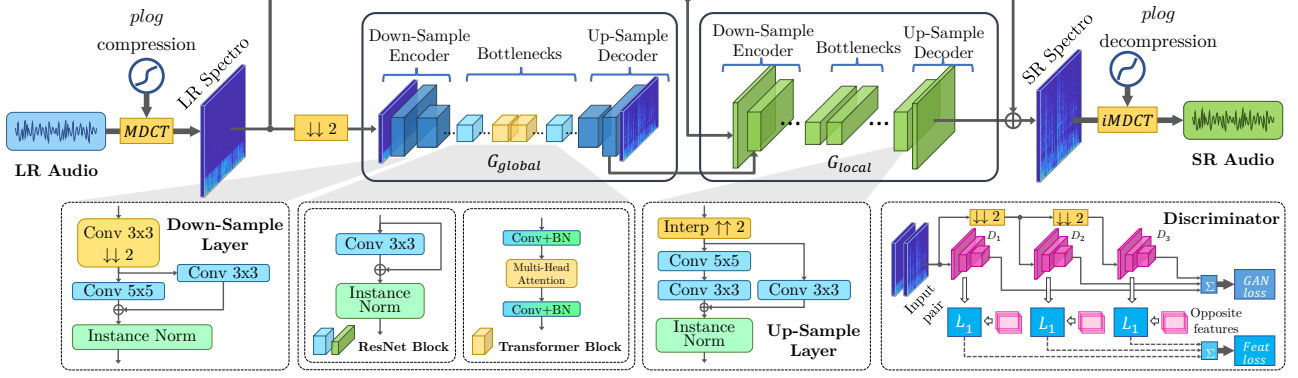 plog
compression
MDCT
LR Audio
LR Spectro
↓↓ 2
Down-Sample
Encoder
Bottlenecks
Up-Sample
Decoder
G_global
Down-Sample
Encoder
Bottlenecks
Up-Sample
Decoder
G_local
SR Spectro
plog
decompression
iMDCT
SR Audio
Conv 3x3
↓↓ 2
Down-Sample
Layer
Conv 3x3
Conv 5x5
Instance Norm
Conv 3x3
Instance
Norm
ResNet Block
Conv+BN
Multi-Head
Attention
Conv+BN
Transformer Block
Interp ↑↑ 2
Conv 5x5
Conv 3x3
Conv 3x3
Instance
Norm
Up-Sample
Layer
Discriminator
↓↓ 2
↓↓ 2
D₁
D₂
D₃
Input
pair
Σ
GAN
loss
L₁
L₁
L₁
Opposite
features
Σ
Feat
loss